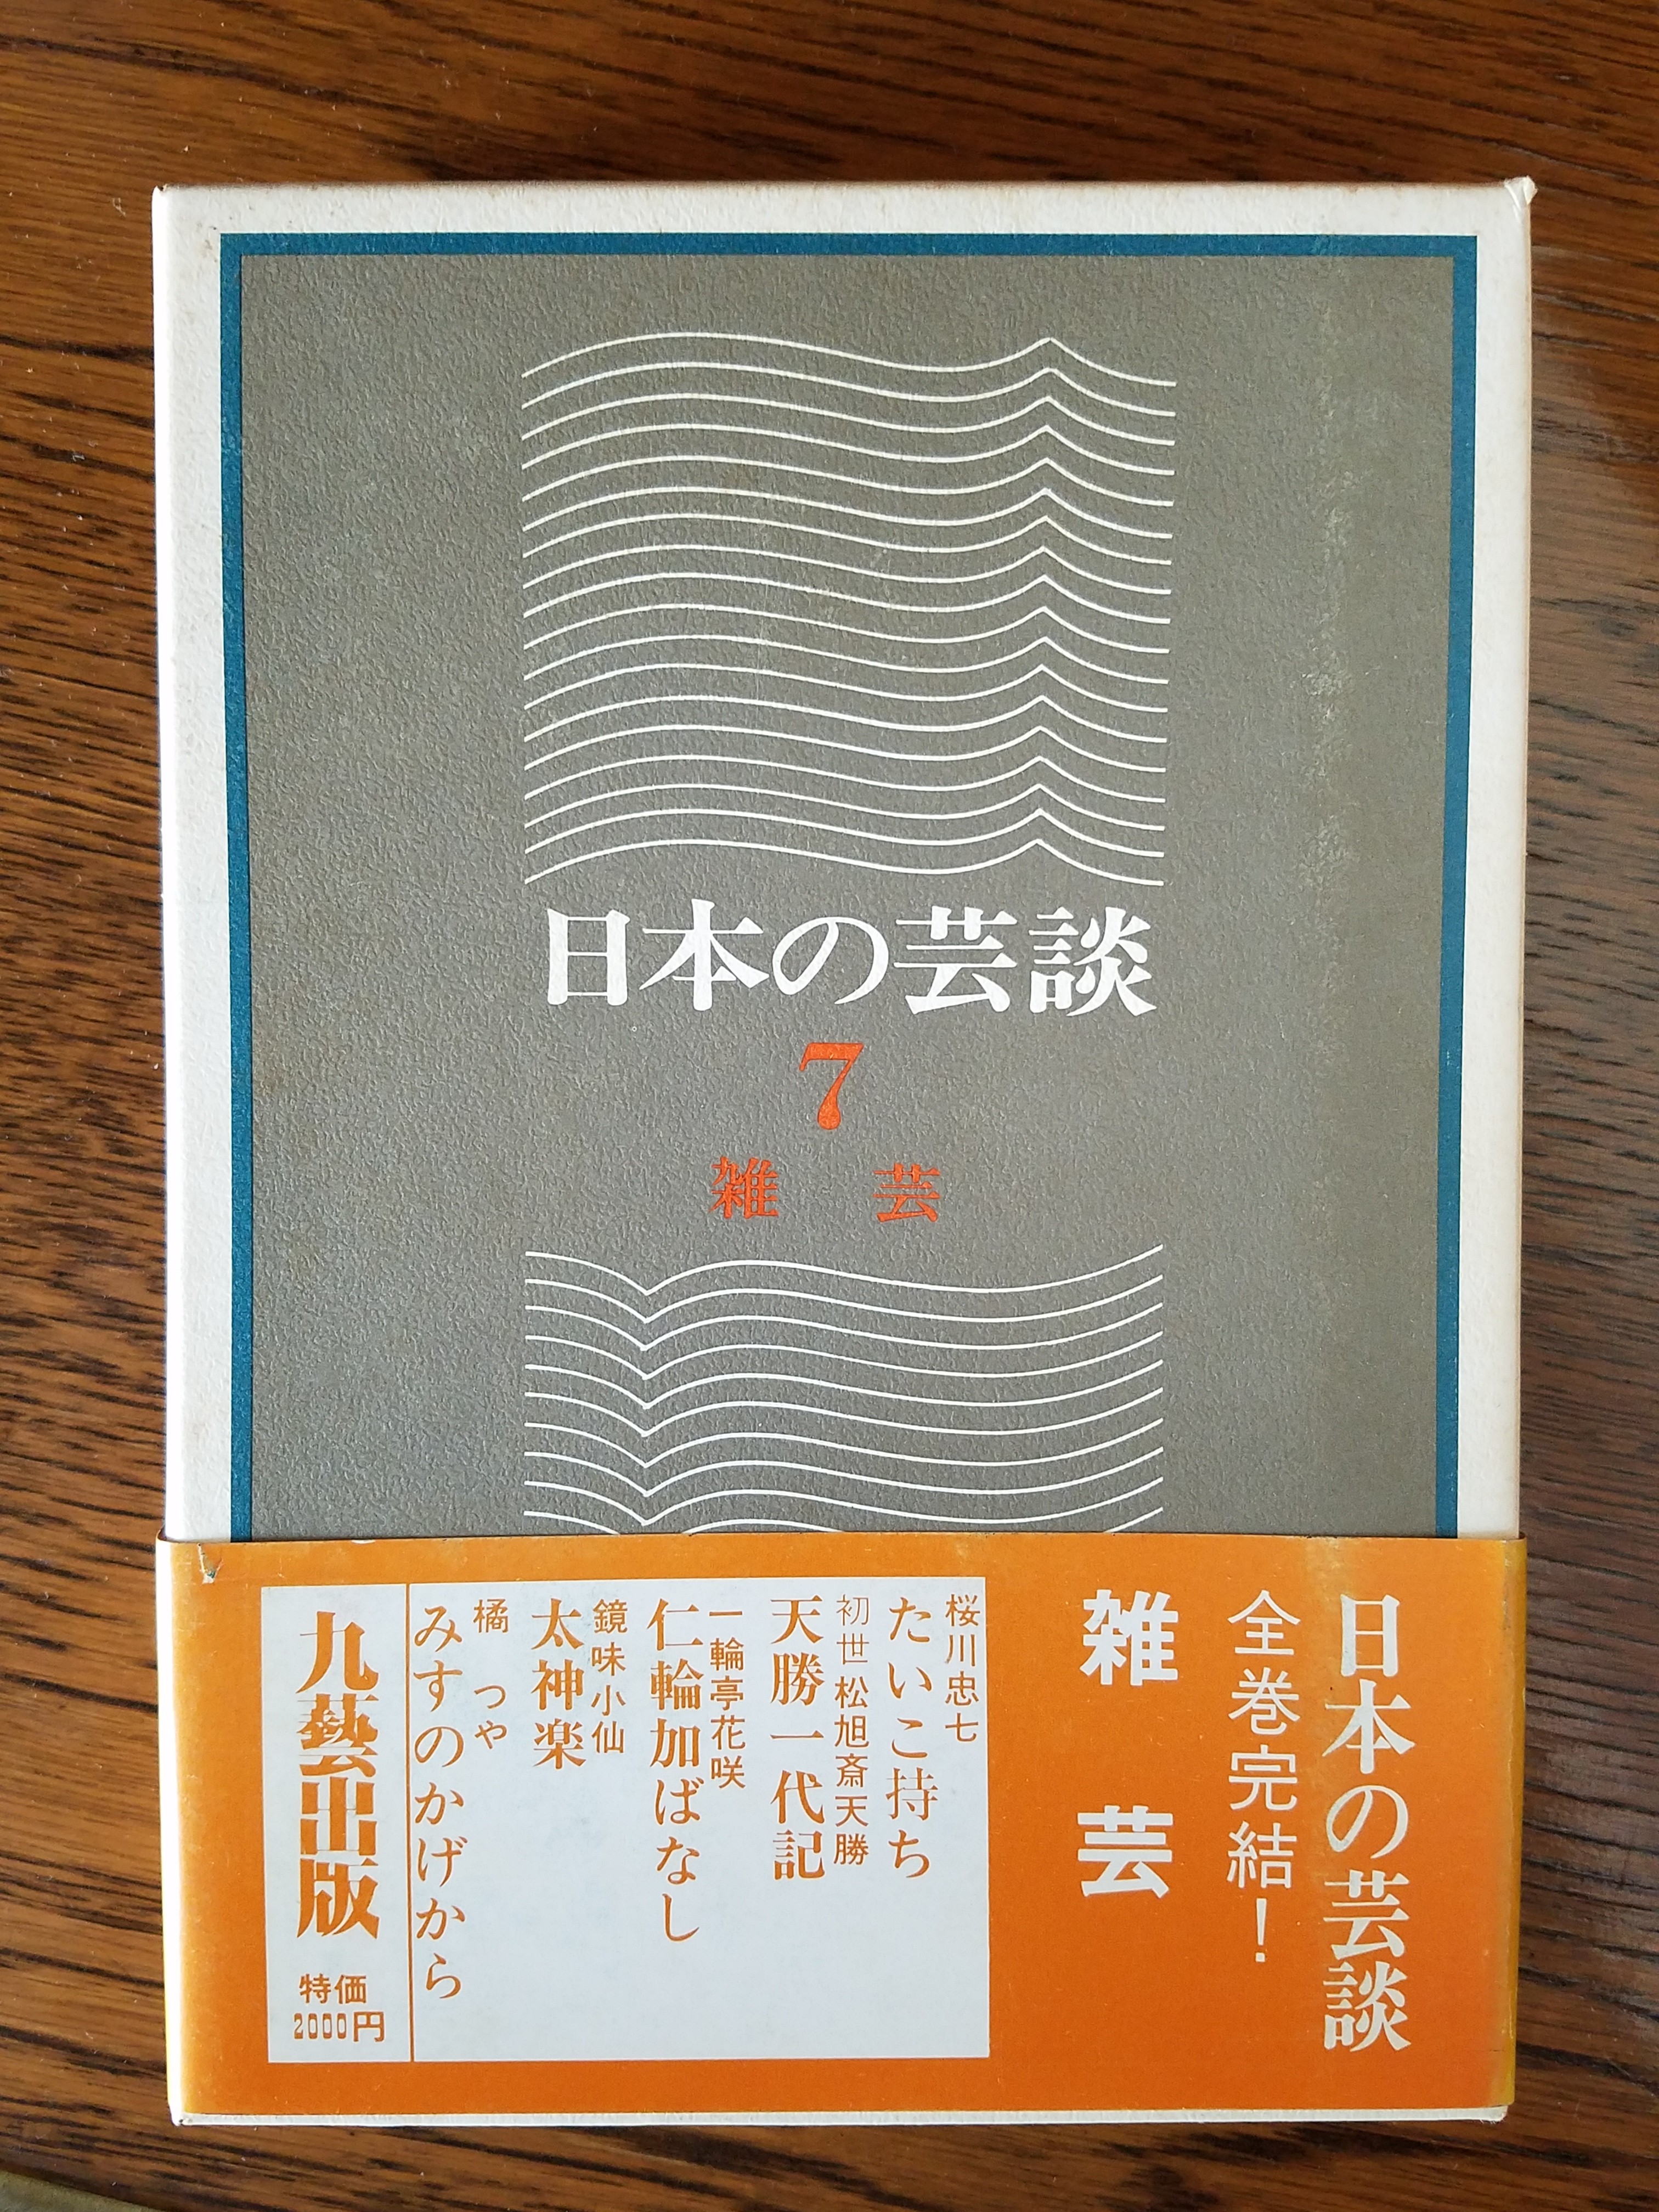 日本の芸談
7
雑 芸
日本の芸談
全巻完結!
雑 芸
桜川忠七
たいこ持ち
初世 松旭斎天勝
天勝一代記
一輪亭花咲
仁輪加ばなし
鏡味小仙
太神楽
橘 つや
みすのかげから
九藝出版
特価
2000円